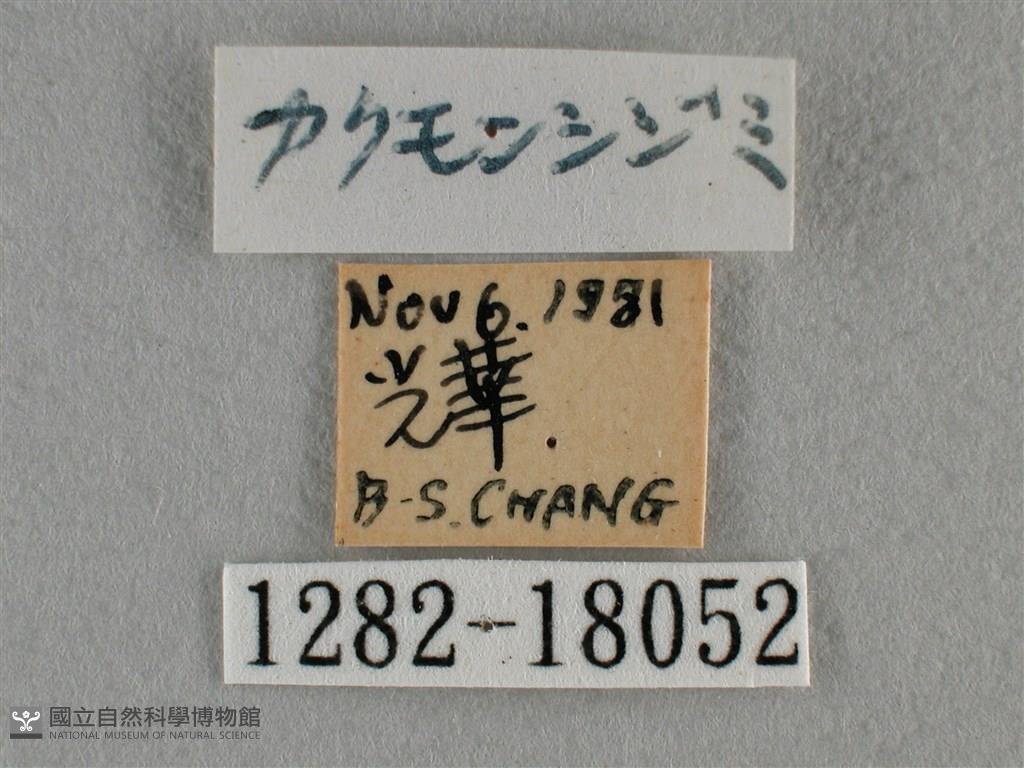 カクモンシジミ
Nov 6. 1981
光華
B-S. CHANG
1282-18052
國立自然科學博物館
NATIONAL MUSEUM OF NATURAL SCIENCE